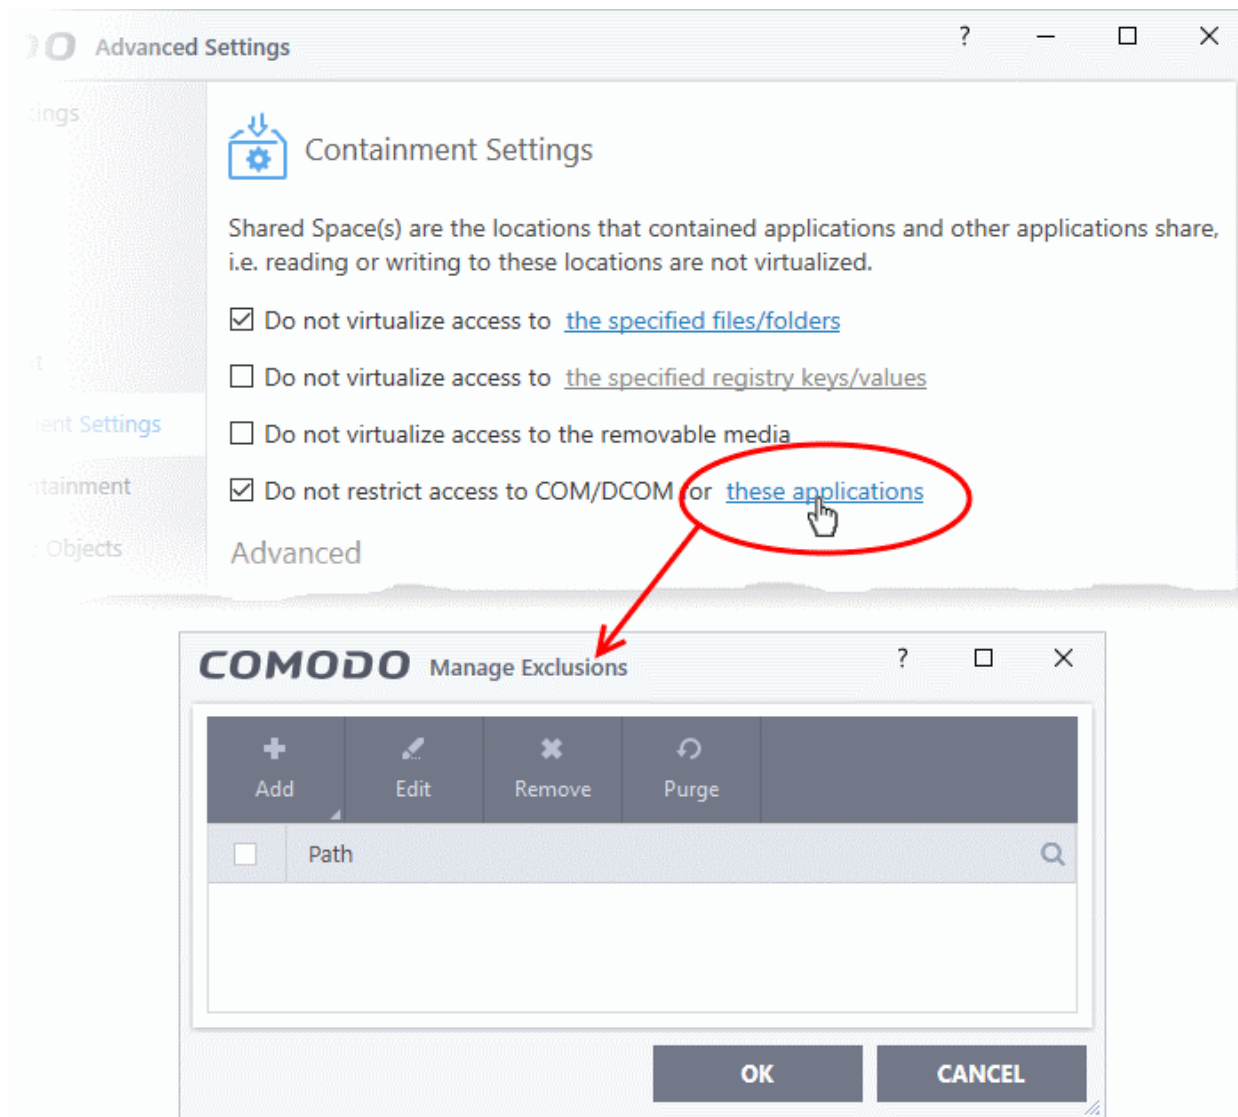 Advanced Settings
?
ings
Containment Settings
Shared Space(s) are the locations that contained applications and other applications share,
i.e. reading or writing to these locations are not virtualized.
Do not virtualize access to the specified files/folders
Do not virtualize access to the specified registry keys/values
Do not virtualize access to the removable media
ent Settings
ntainment
Do not restrict access to COM/DCOM for these applications
Objects
Advanced
COMODO Manage Exclusions
?
Add Edit Remove Purge
Path
OK CANCEL